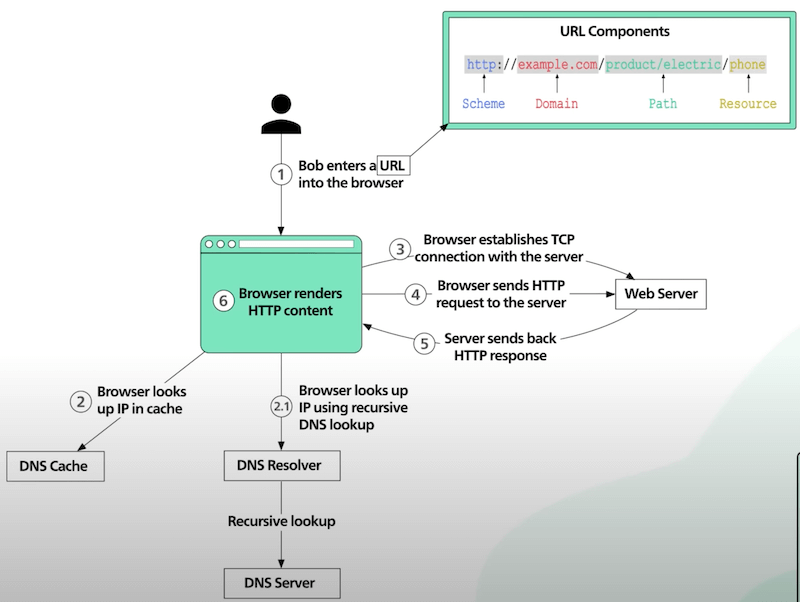 URL Components
http://example.com/product/electric/phone
Scheme Domain Path Resource
1
Bob enters a URL
into the browser
3
Browser establishes TCP
connection with the server
4
Browser sends HTTP
request to the server
Web Server
5
Server sends back
HTTP response
6
Browser renders
HTTP content
2
Browser looks
up IP in cache
2.1
Browser looks up
IP using recursive
DNS lookup
DNS Cache
DNS Resolver
Recursive lookup
DNS Server